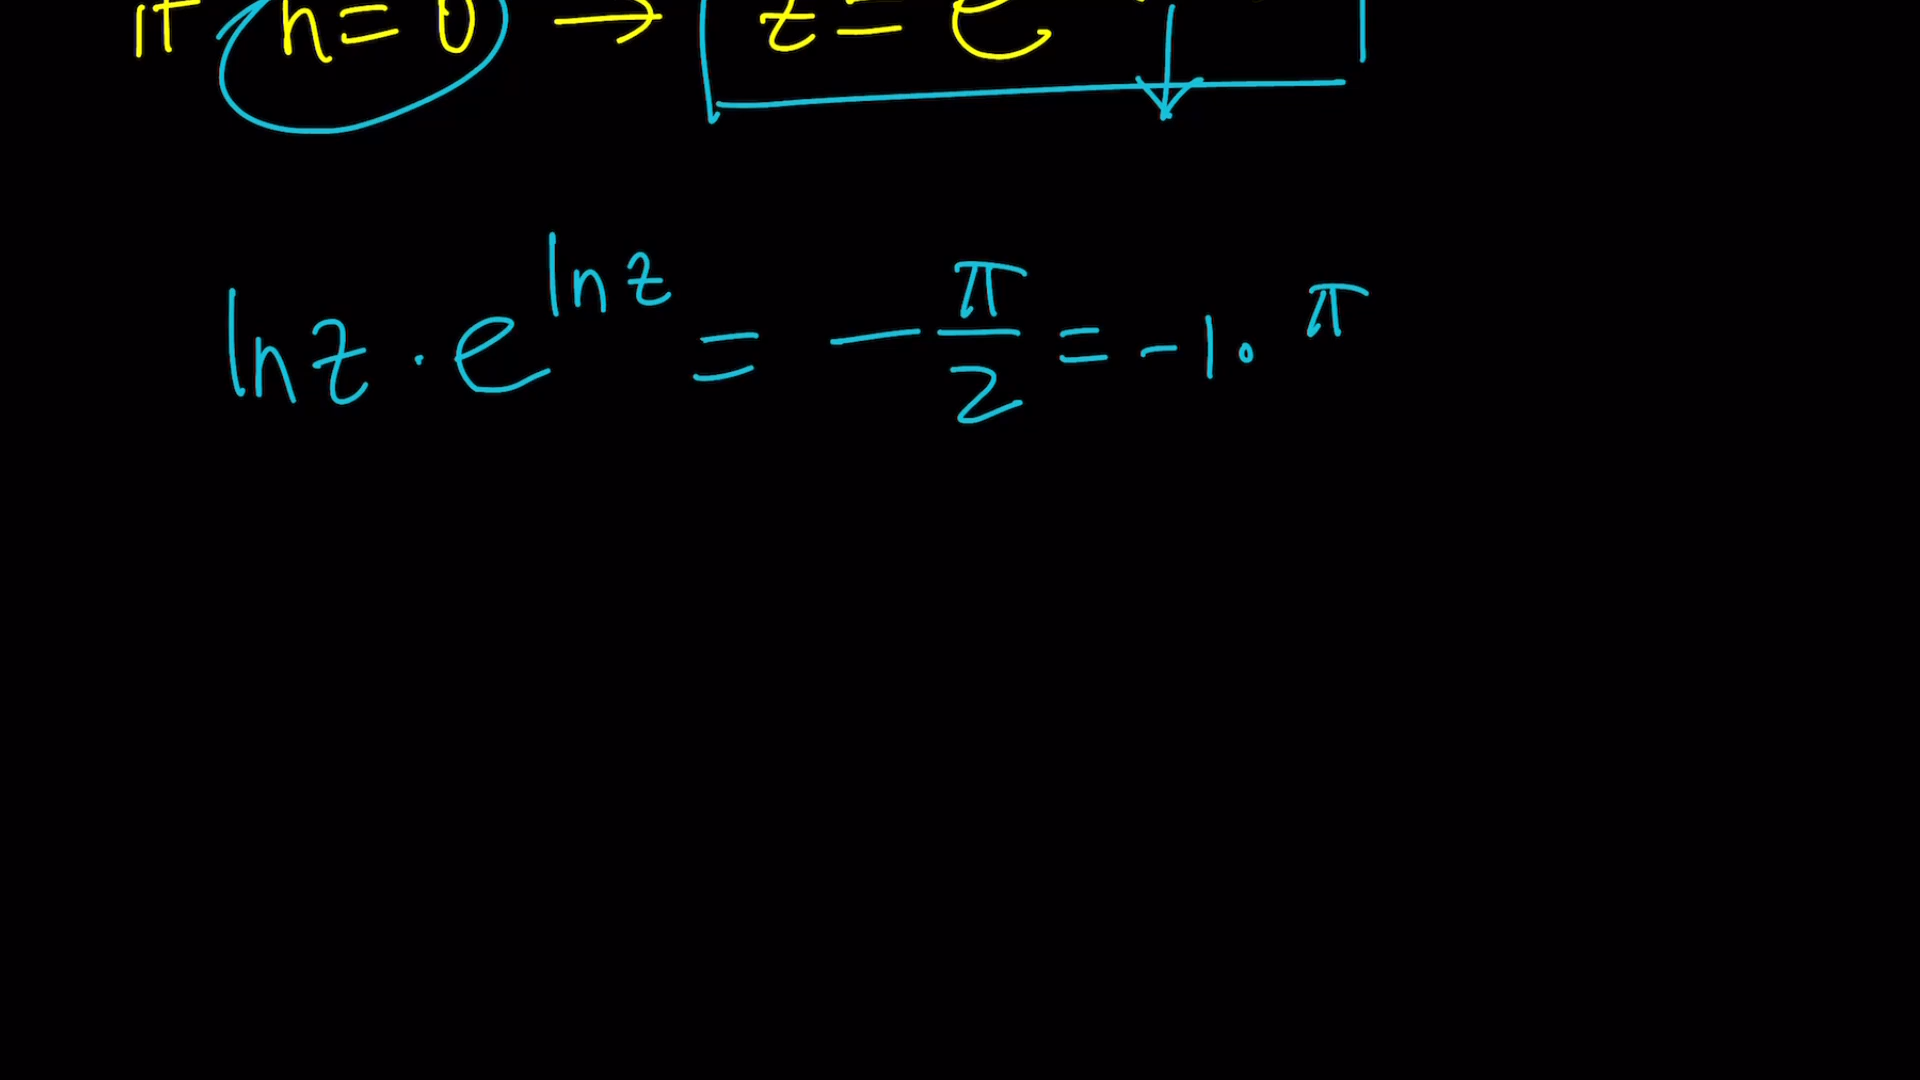 if n=0 → z = e
ln z · e^{ln z} = -π/2 = -1 · π